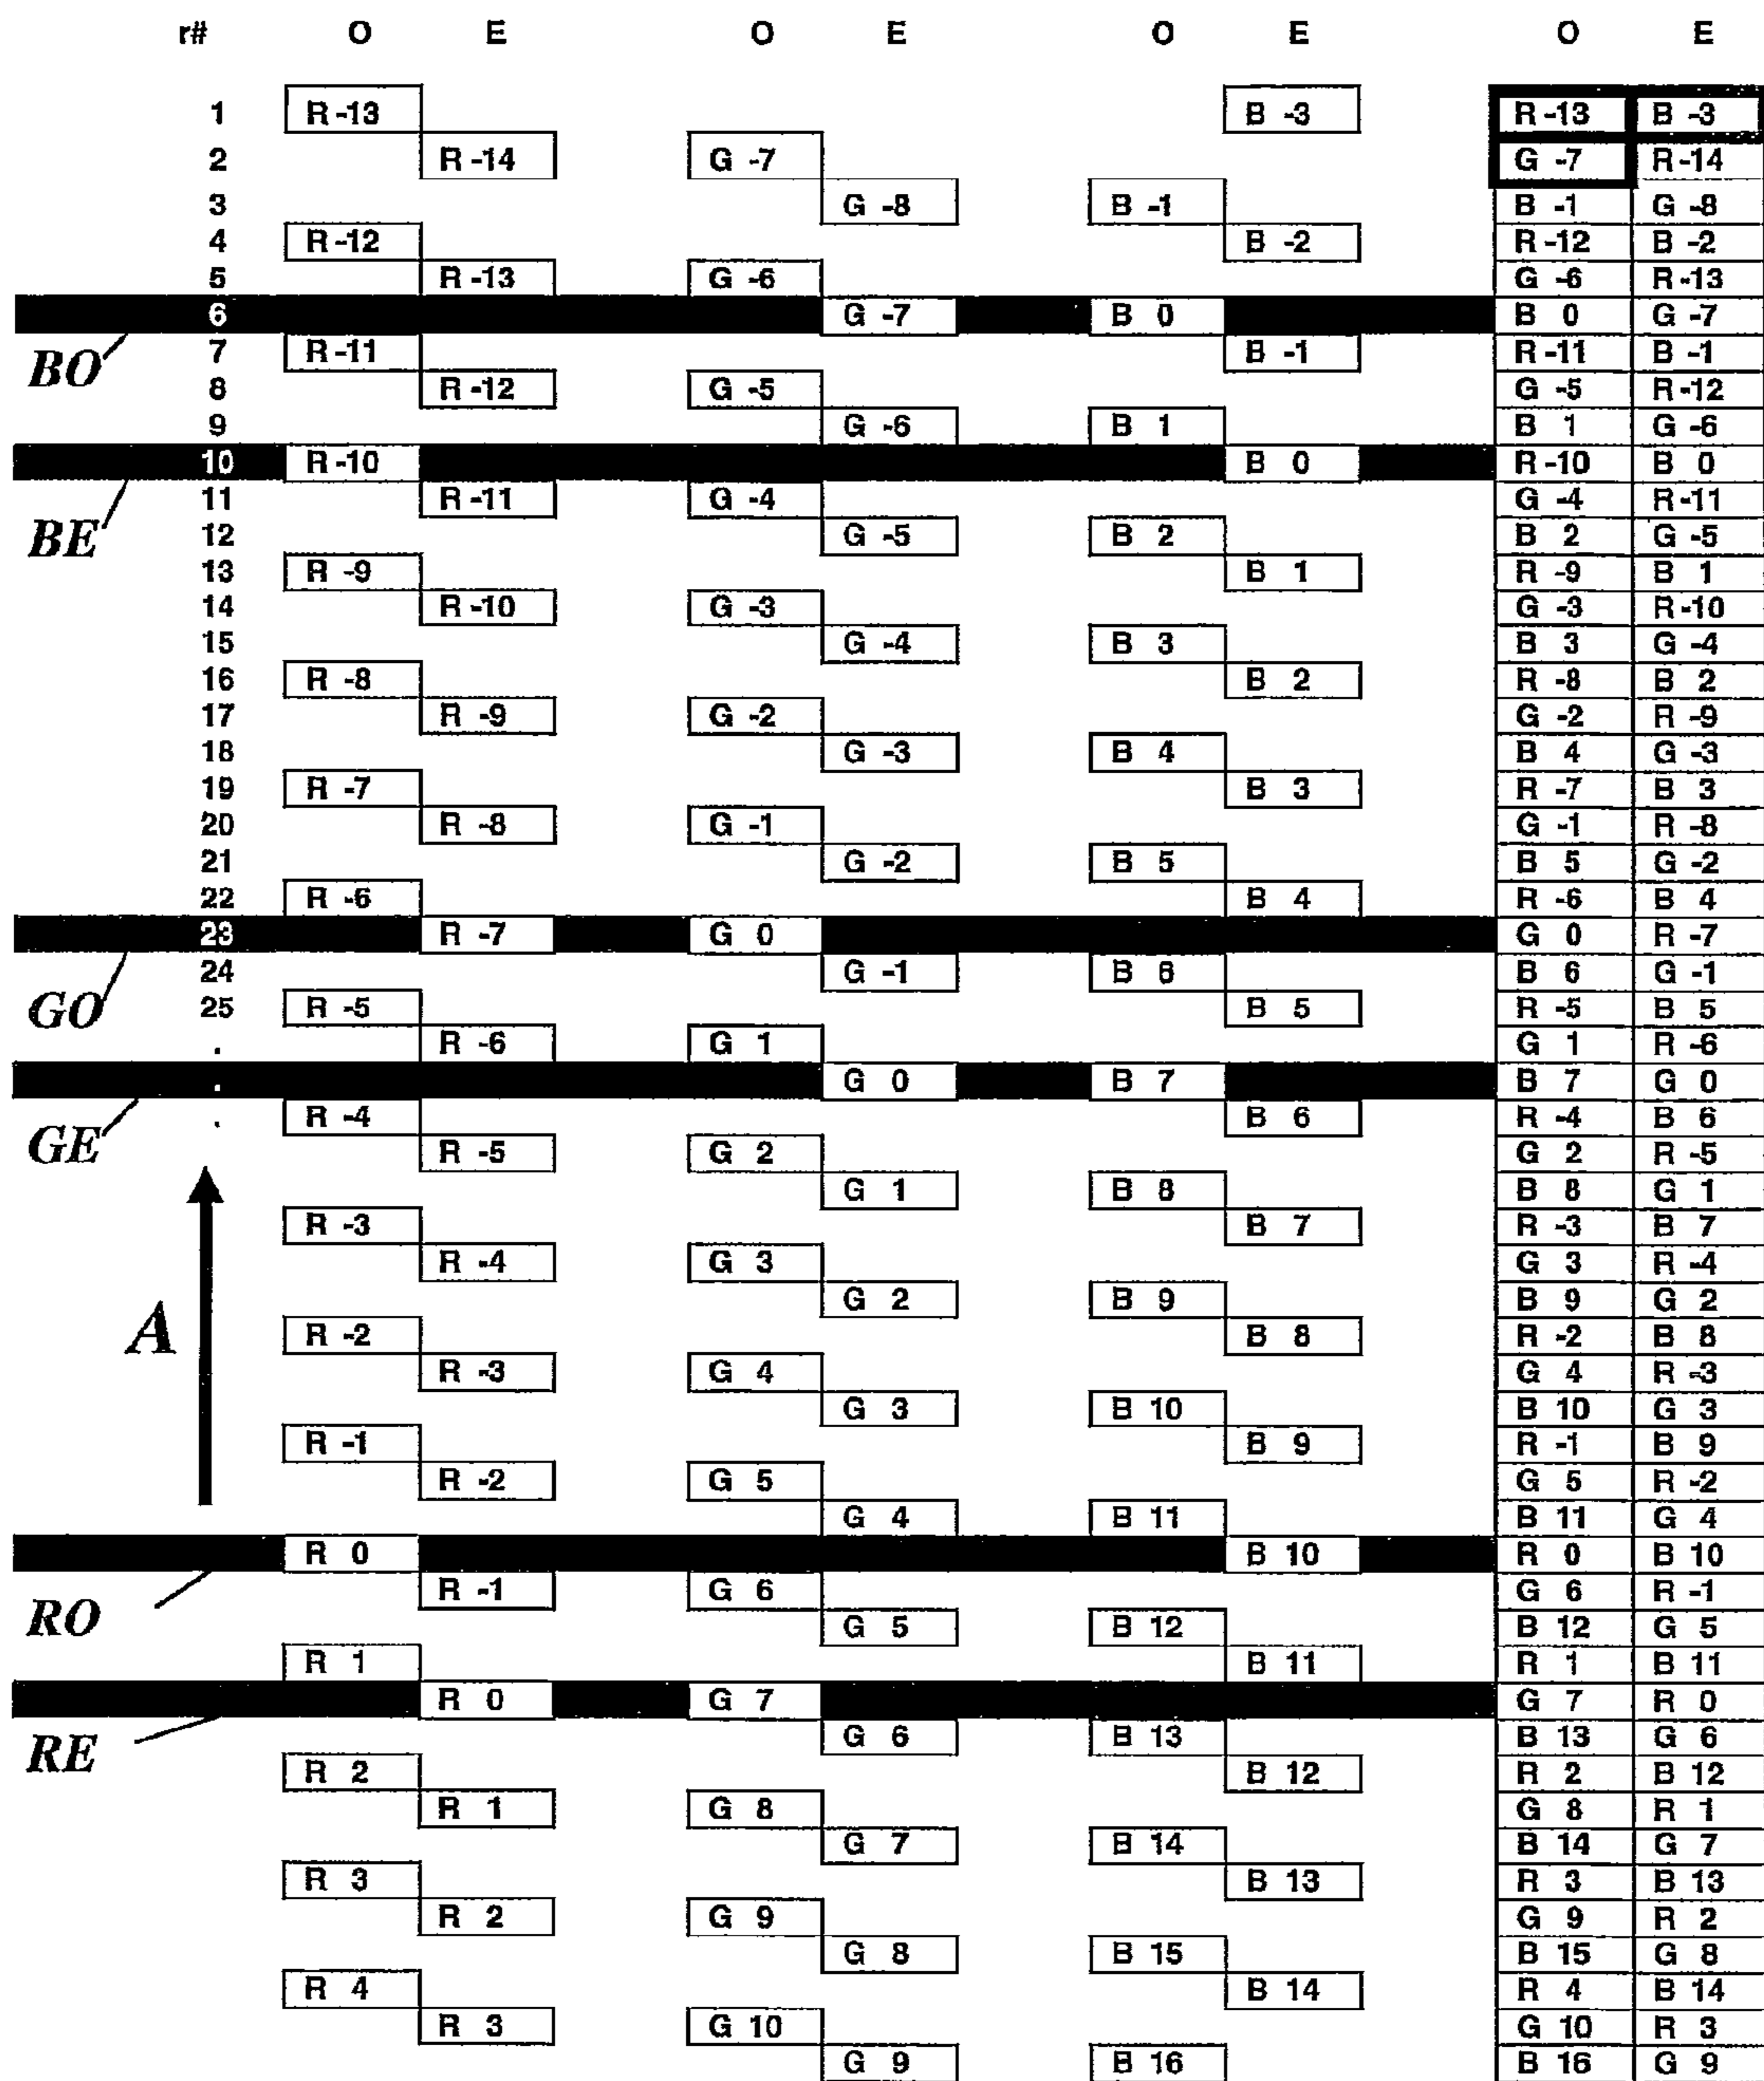 r# O E O E O E O E
1 R -13 B -3 R -13 B -3
2 R -14 G -7 G -7 R -14
3 G -8 B -1 B -1 G -8
4 R -12 B -2 R -12 B -2
5 R -13 G -6 G -6 R -13
6 G -7 B 0 B 0 G -7
BO
7 R -11 B -1 R -11 B -1
8 R -12 G -5 G -5 R -12
9 G -6 B 1 B 1 G -6
10 R -10 B 0 R -10 B 0
BE
11 R -11 G -4 G -4 R -11
12 G -5 B 2 B 2 G -5
13 R -9 B 1 R -9 B 1
14 R -10 G -3 G -3 R -10
15 G -4 B 3 B 3 G -4
16 R -8 B 2 R -8 B 2
17 R -9 G -2 G -2 R -9
18 G -3 B 4 B 4 G -3
19 R -7 B 3 R -7 B 3
20 R -8 G -1 G -1 R -8
21 G -2 B 5 B 5 G -2
22 R -6 B 4 R -6 B 4
23 R -7 G 0 G 0 R -7
24 G -1 B 6 B 6 G -1
GO
25 R -5 B 5 R -5 B 5
. R -6 G 1 G 1 R -6
. G 0 B 7 B 7 G 0
. R -4 B 6 R -4 B 6
GE
R -5 G 2 G 2 R -5
G 1 B 8 B 8 G 1
R -3 B 7 R -3 B 7
R -4 G 3 G 3 R -4
G 2 B 9 B 9 G 2
A
R -2 B 8 R -2 B 8
R -3 G 4 G 4 R -3
G 3 B 10 B 10 G 3
R -1 B 9 R -1 B 9
R -2 G 5 G 5 R -2
G 4 B 11 B 11 G 4
R 0 B 10 R 0 B 10
R -1 G 6 G 6 R -1
RO
G 5 B 12 B 12 G 5
R 1 B 11 R 1 B 11
R 0 G 7 G 7 R 0
G 6 B 13 B 13 G 6
RE
R 2 B 12 R 2 B 12
R 1 G 8 G 8 R 1
G 7 B 14 B 14 G 7
R 3 B 13 R 3 B 13
R 2 G 9 G 9 R 2
G 8 B 15 B 15 G 8
R 4 B 14 R 4 B 14
R 3 G 10 G 10 R 3
G 9 B 16 B 16 G 9